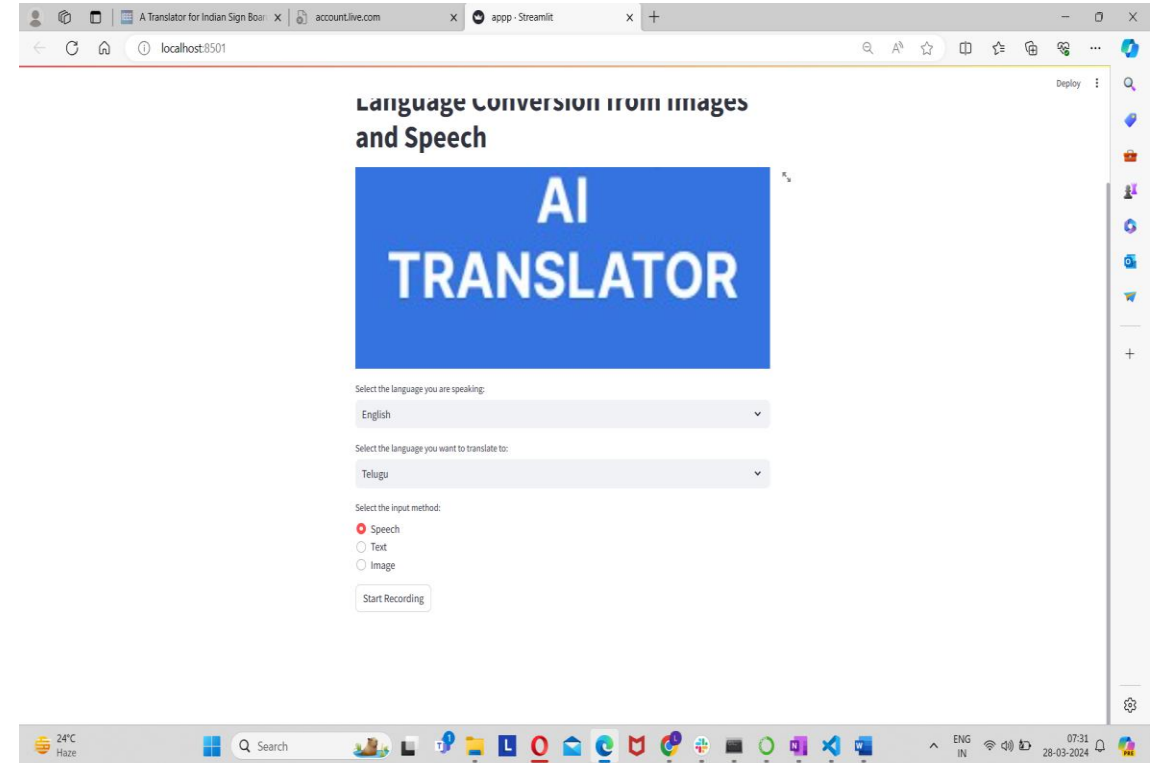 A Translator for Indian Sign Boar
account.live.com
appp · Streamlit
localhost:8501
Deploy
Language Conversion from Images
and Speech
AI
TRANSLATOR
Select the language you are speaking:
English
Select the language you want to translate to:
Telugu
Select the input method:
Speech
Text
Image
Start Recording
24°C
Haze
Search
ENG
IN
07:31
28-03-2024
PRE